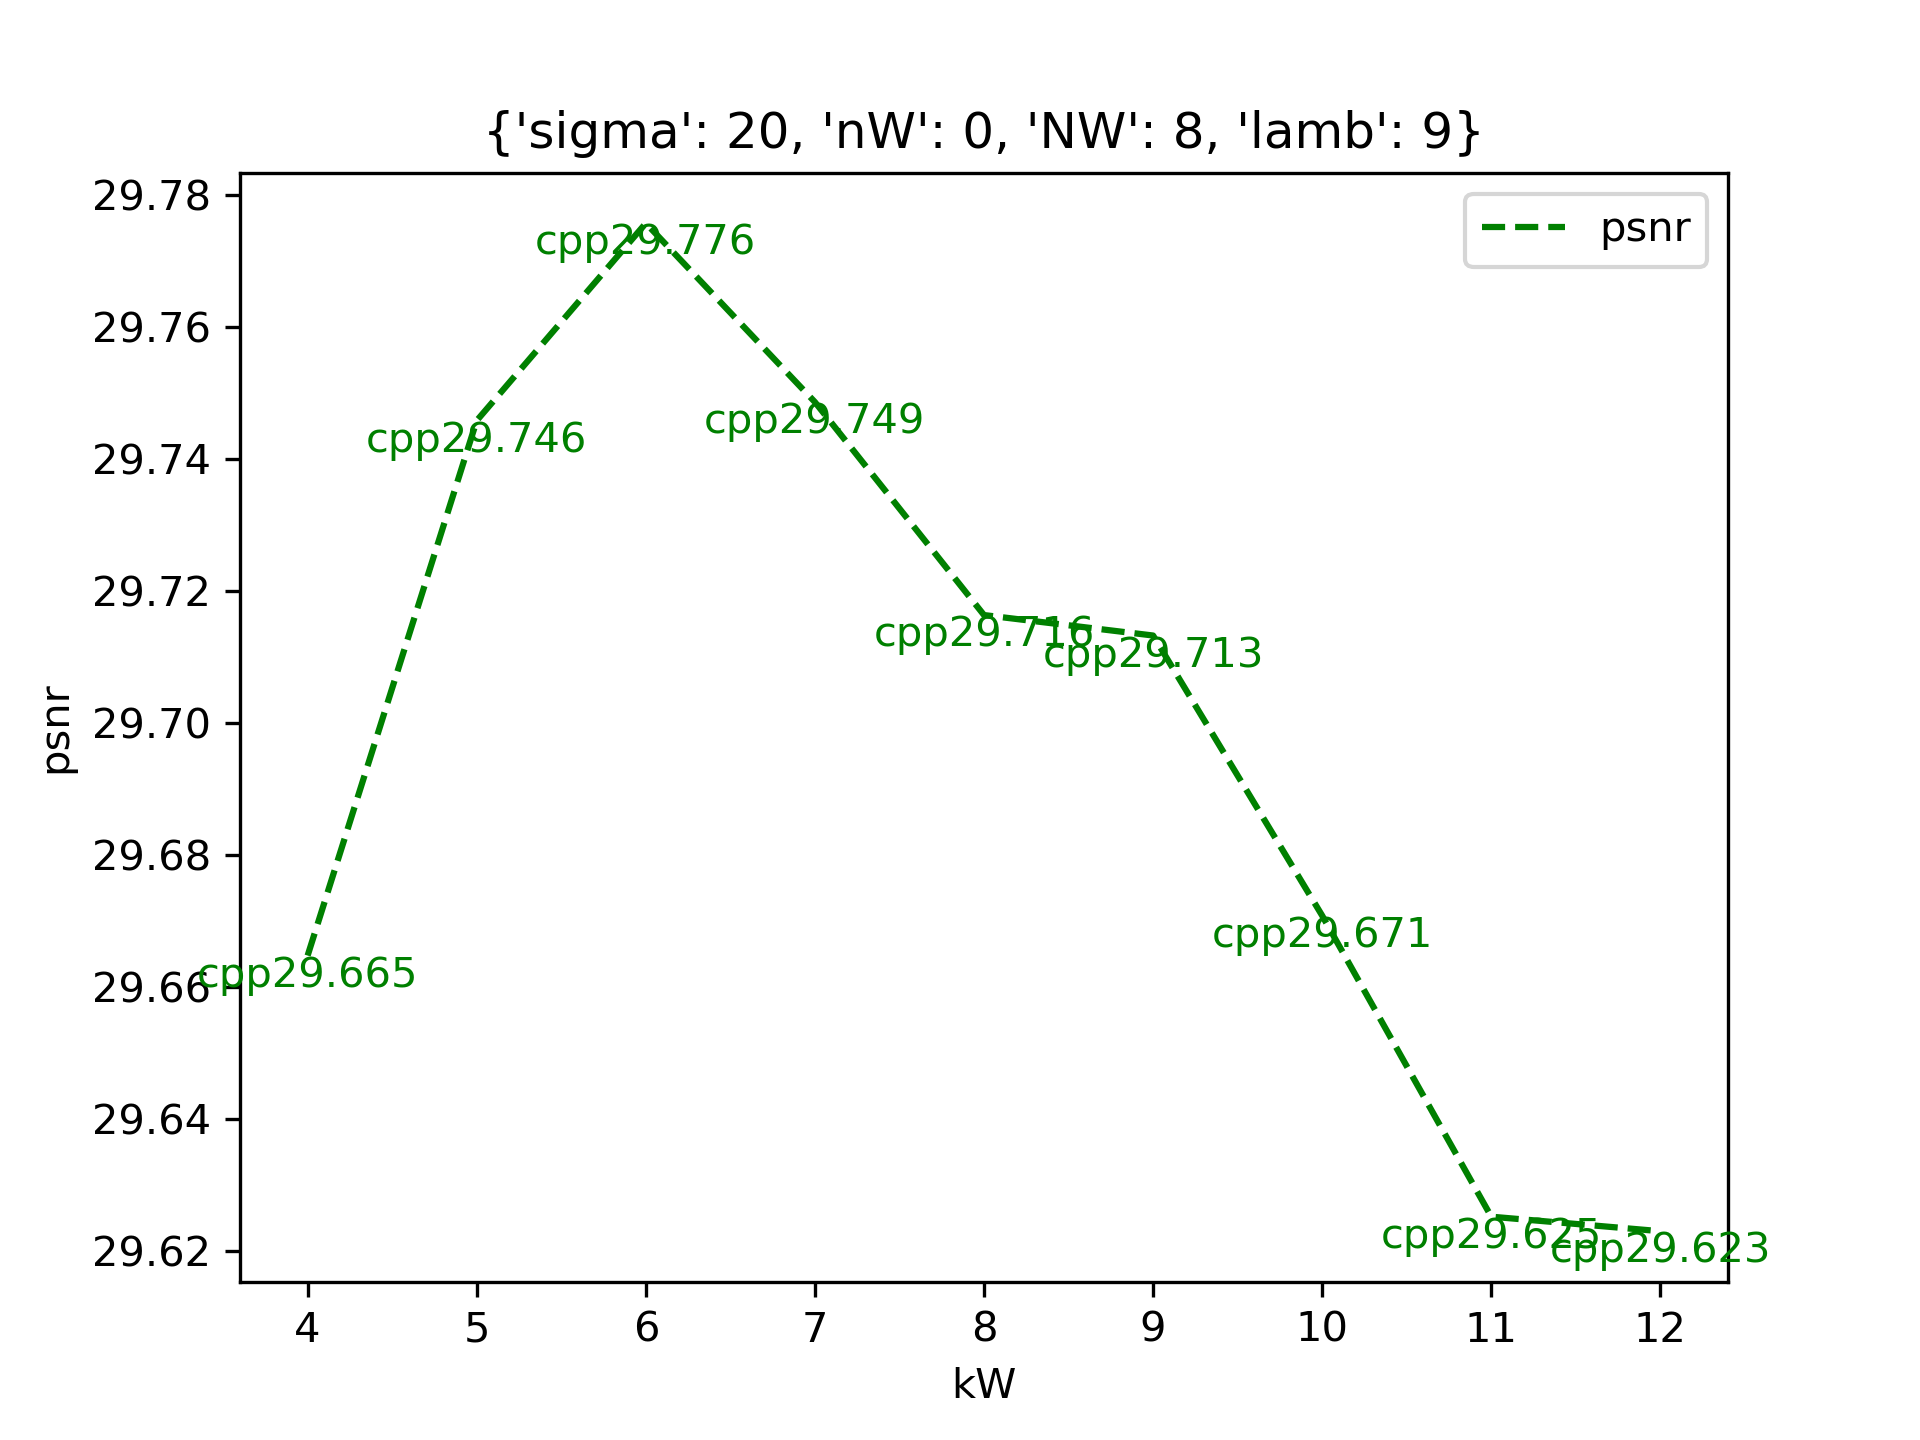 {'sigma': 20, 'nW': 0, 'NW': 8, 'lamb': 9}
psnr
29.78
29.76
29.74
29.72
29.70
29.68
29.66
29.64
29.62
psnr
cpp29.665
cpp29.746
cpp29.776
cpp29.749
cpp29.716
cpp29.713
cpp29.671
cpp29.625
cpp29.623
4 5 6 7 8 9 10 11 12
kW